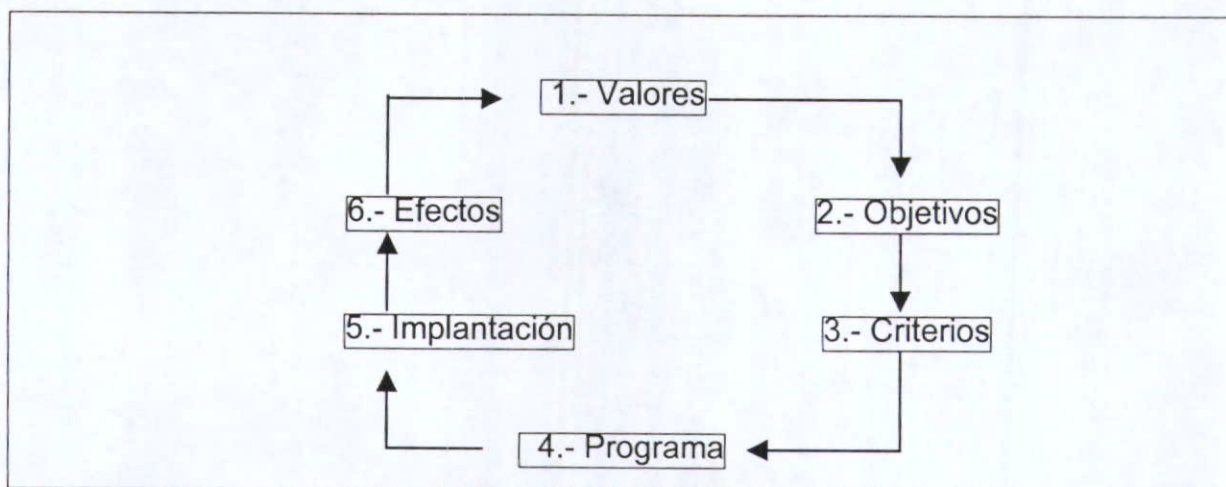 1.- Valores
2.- Objetivos
3.- Criterios
4.- Programa
5.- Implantación
6.- Efectos